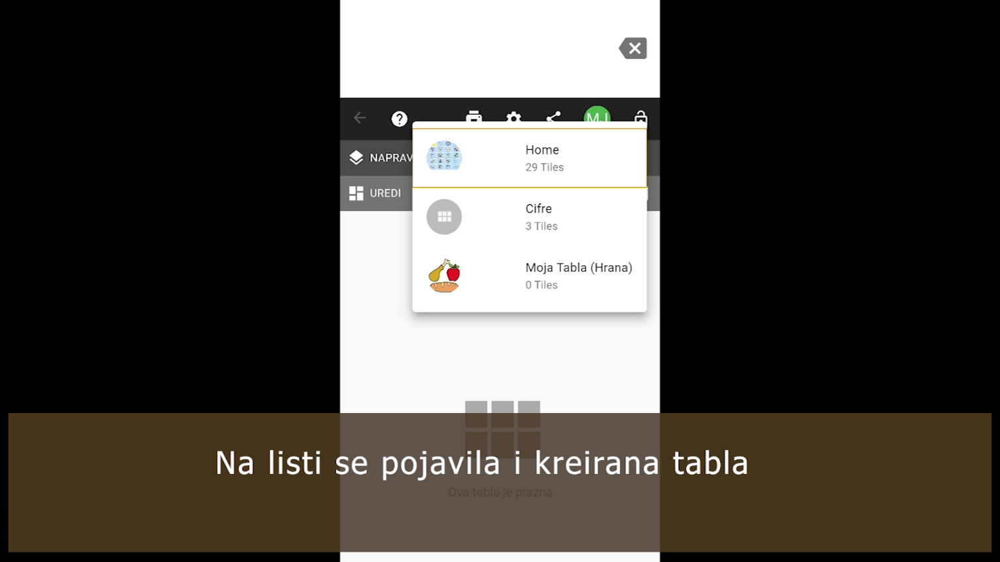 MJ
NAPRAV
UREDI
Home
29 Tiles
Cifre
3 Tiles
Moja Tabla (Hrana)
0 Tiles
Na listi se pojavila i kreirana tabla
Ova tabla je prazna